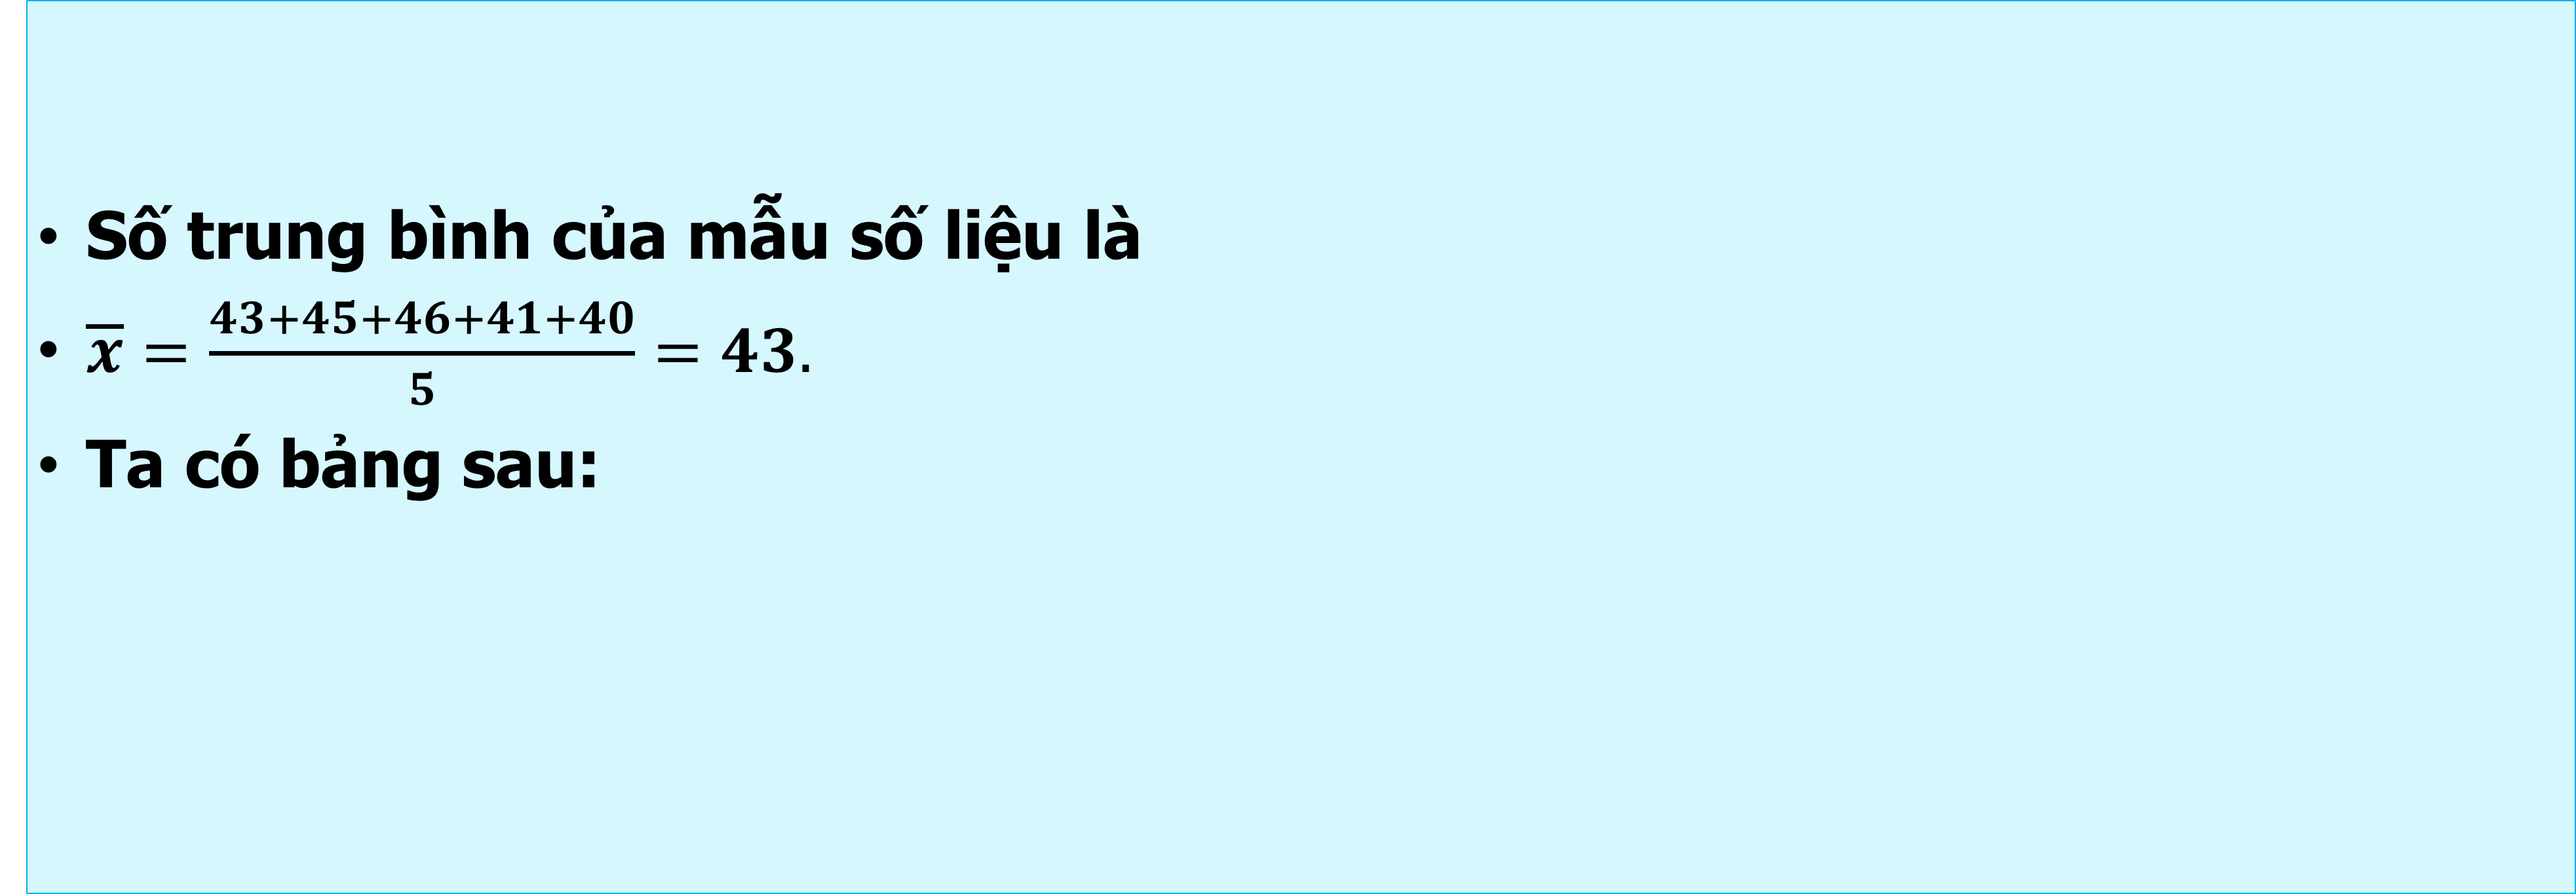 • Số trung bình của mẫu số liệu là
• x̅ = (43+45+46+41+40)/5 = 43.
• Ta có bảng sau: